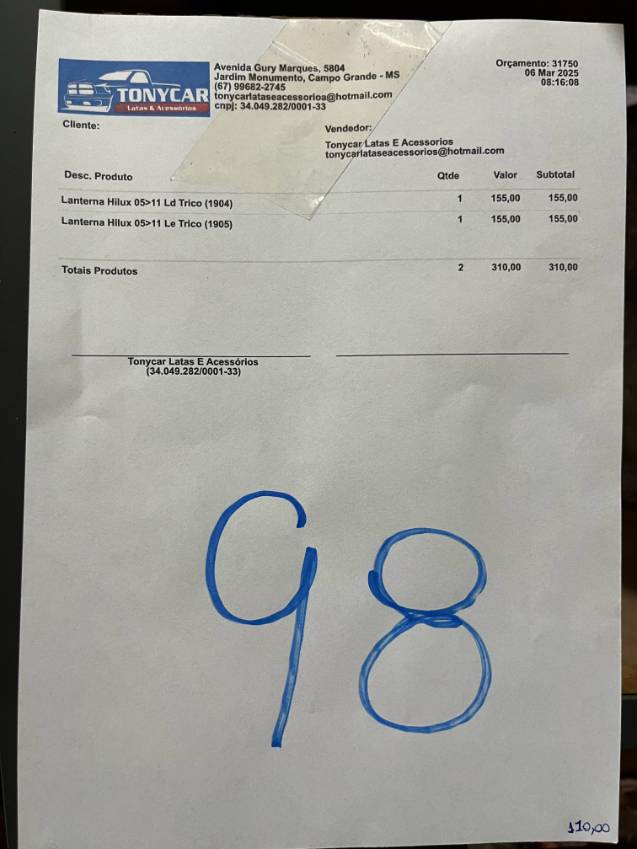 TONYCAR
Latas & Acessórios
Avenida Gury Marques, 5804
Jardim Monumento, Campo Grande - MS
(67) 99682-2745
tonycarlataseacessorioa@hotmail.com
cnpj: 34.049.282/0001-33
Orçamento: 31750
06 Mar 2025
08:16:08
Cliente:
Vendedor:
Tonycar Latas E Acessorios
tonycarlataseacessorios@hotmail.com
Desc. Produto Qtde Valor Subtotal
Lanterna Hilux 05>11 Ld Trico (1904) 1 155,00 155,00
Lanterna Hilux 05>11 Le Trico (1905) 1 155,00 155,00
Totais Produtos 2 310,00 310,00
Tonycar Latas E Acessórios
(34.049.282/0001-33)
98
110,00